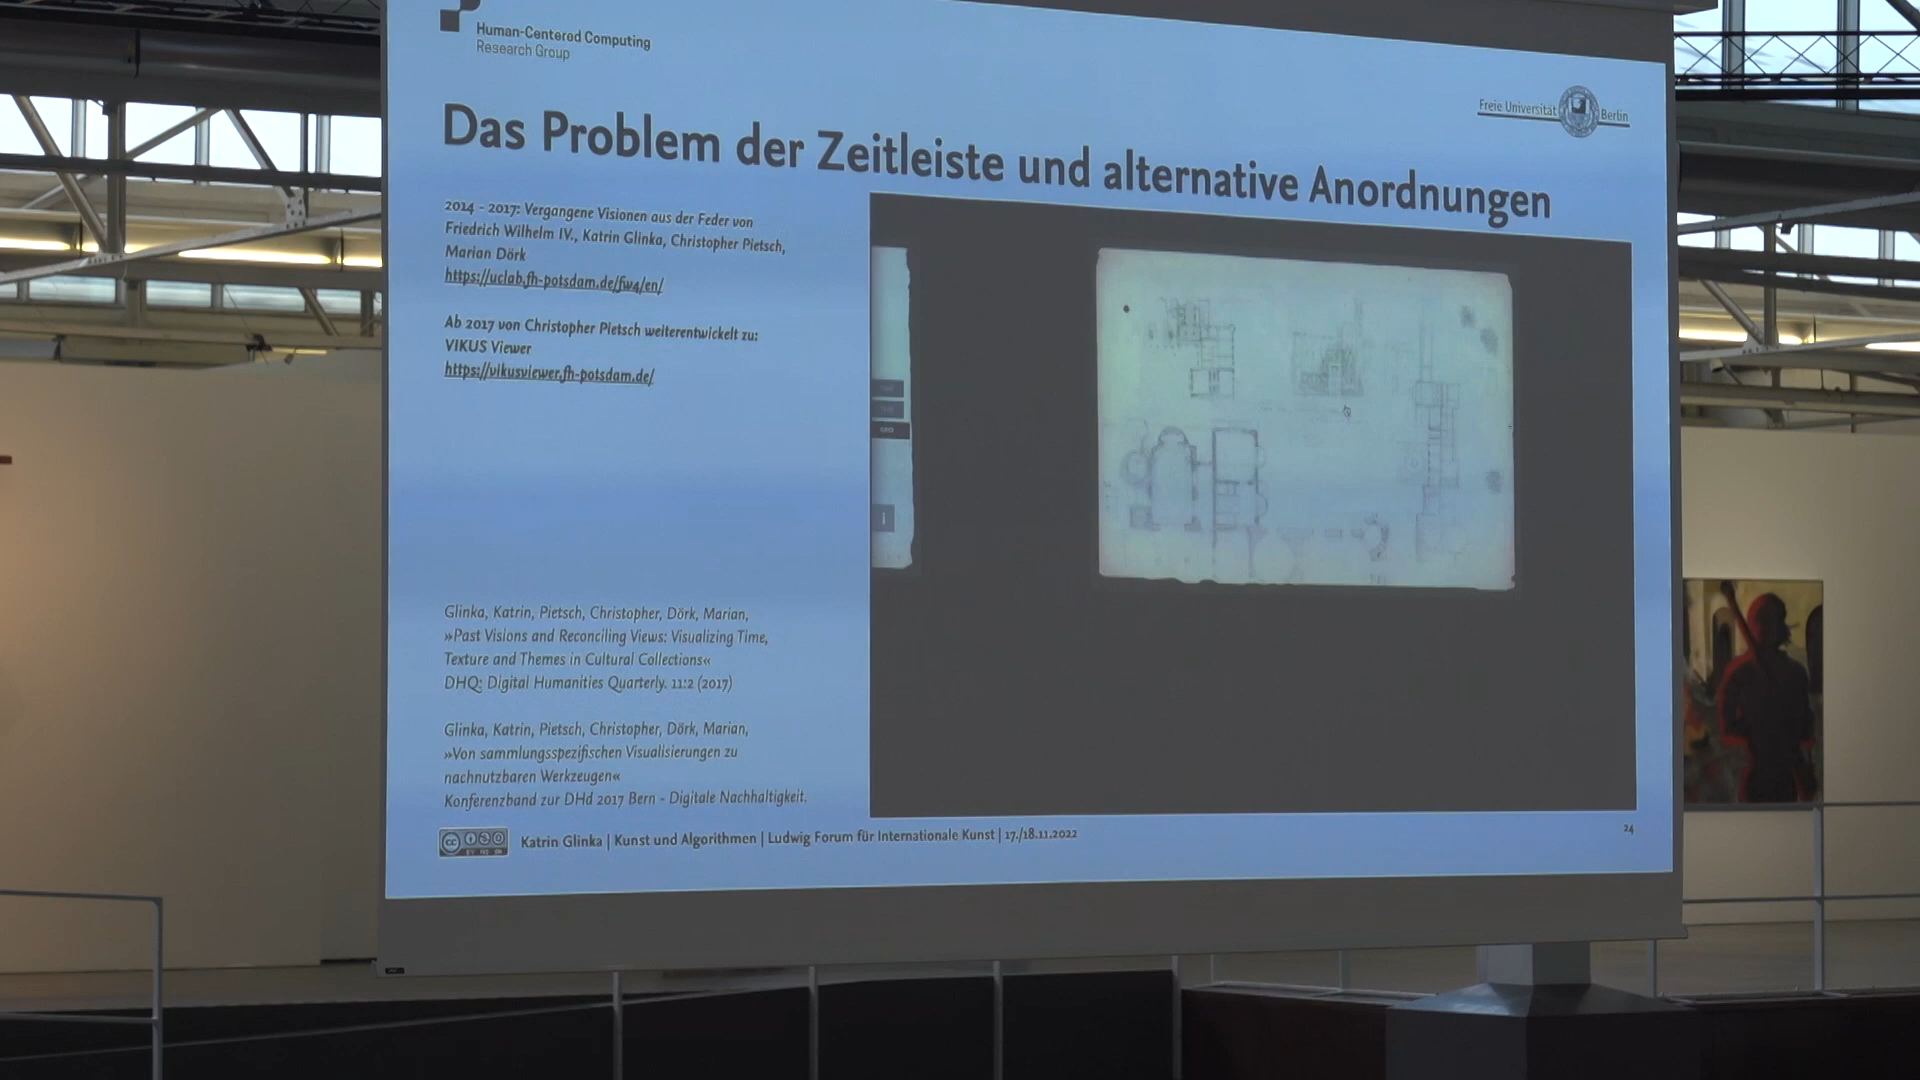 Human-Centered Computing
Research Group
Freie Universität Berlin
Das Problem der Zeitleiste und alternative Anordnungen
2014 - 2017: Vergangene Visionen aus der Feder von
Friedrich Wilhelm IV., Katrin Glinka, Christopher Pietsch,
Marian Dörk
https://uclab.fh-potsdam.de/fw4/en/
Ab 2017 von Christopher Pietsch weiterentwickelt zu:
VIKUS Viewer
https://vikusviewer.fh-potsdam.de/
Glinka, Katrin, Pietsch, Christopher, Dörk, Marian,
»Past Visions and Reconciling Views: Visualizing Time,
Texture and Themes in Cultural Collections«
DHQ: Digital Humanities Quarterly. 11:2 (2017)
Glinka, Katrin, Pietsch, Christopher, Dörk, Marian,
»Von sammlungsspezifischen Visualisierungen zu
nachnutzbaren Werkzeugen«
Konferenzband zur DHd 2017 Bern - Digitale Nachhaltigkeit.
Katrin Glinka | Kunst und Algorithmen | Ludwig Forum für Internationale Kunst | 17./18.11.2022
24